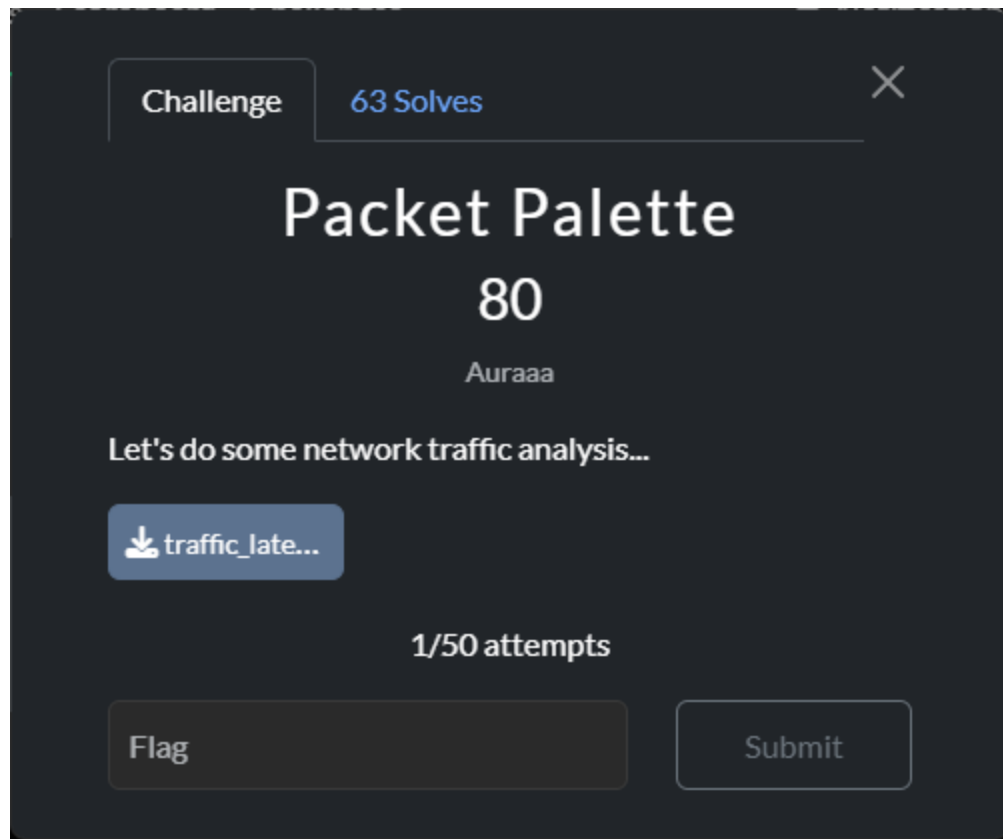 Challenge
63 Solves
Packet Palette
80
Auraaa
Let's do some network traffic analysis...
traffic_late...
1/50 attempts
Flag
Submit